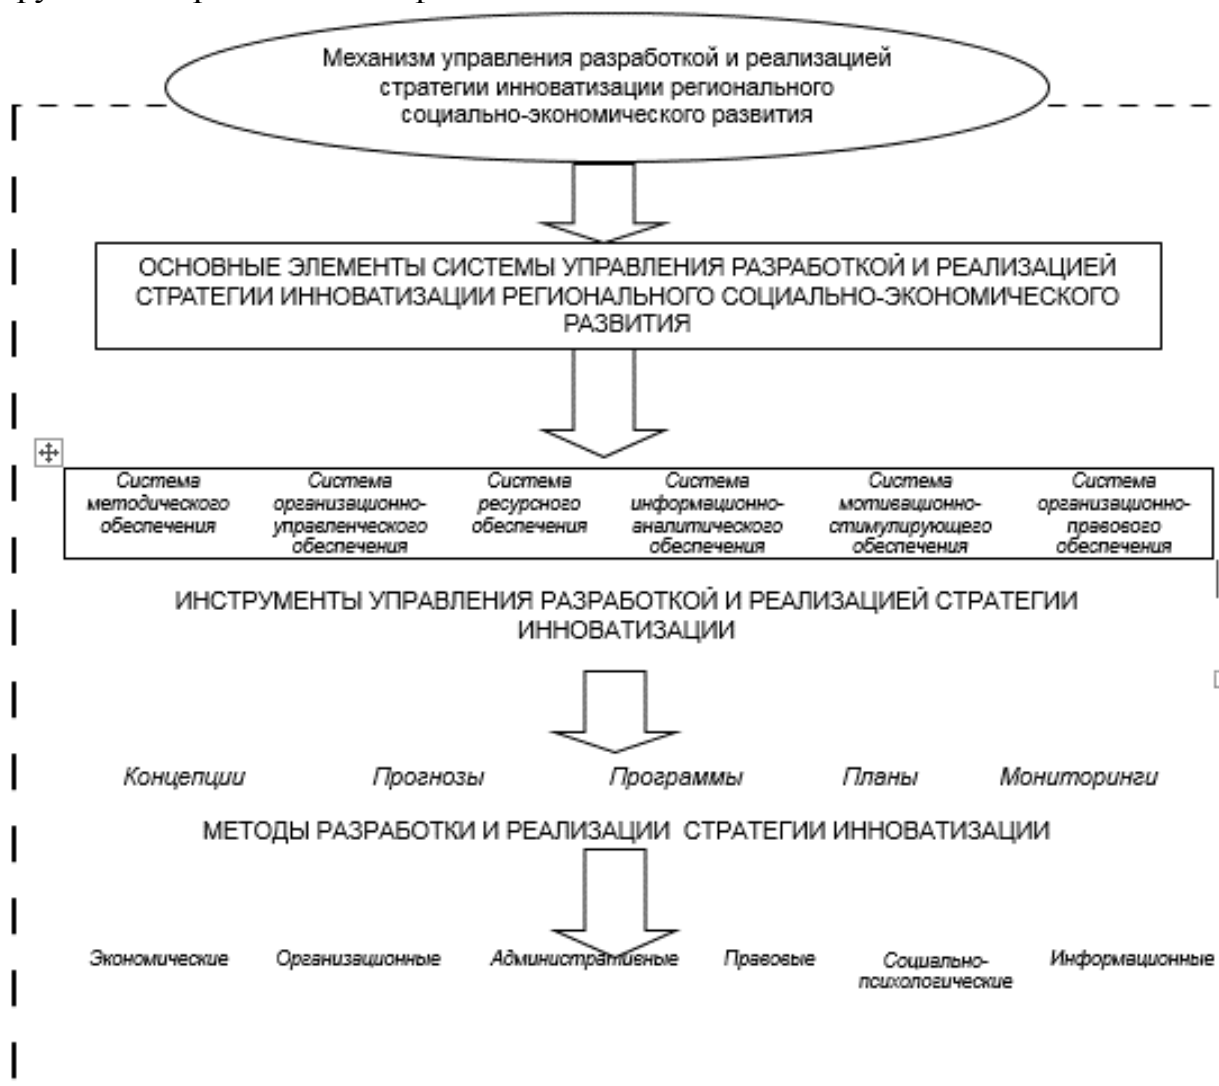 Механизм управления разработкой и реализацией
стратегии инноватизации регионального
социально-экономического развития
ОСНОВНЫЕ ЭЛЕМЕНТЫ СИСТЕМЫ УПРАВЛЕНИЯ РАЗРАБОТКОЙ И РЕАЛИЗАЦИЕЙ
СТРАТЕГИИ ИННОВАТИЗАЦИИ РЕГИОНАЛЬНОГО СОЦИАЛЬНО-ЭКОНОМИЧЕСКОГО
РАЗВИТИЯ
Система
методического
обеспечения
Система
организационно-
управленческого
обеспечения
Система
ресурсного
обеспечения
Система
информационно-
аналитического
обеспечения
Система
мотивационно-
стимулирующего
обеспечения
Система
организационно-
правового
обеспечения
ИНСТРУМЕНТЫ УПРАВЛЕНИЯ РАЗРАБОТКОЙ И РЕАЛИЗАЦИЕЙ СТРАТЕГИИ
ИННОВАТИЗАЦИИ
Концепции Прогнозы Программы Планы Мониторинги
МЕТОДЫ РАЗРАБОТКИ И РЕАЛИЗАЦИИ СТРАТЕГИИ ИННОВАТИЗАЦИИ
Экономические
Организационные
Административные
Правовые
Социально-
психологические
Информационные